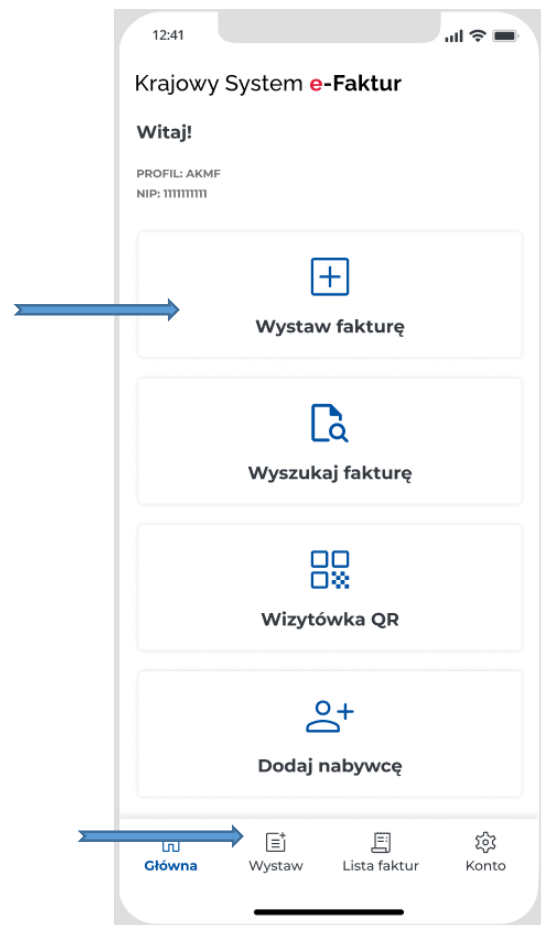 12:41
Krajowy System e-Faktur
Witaj!
PROFIL: AKMF
NIP: 1111111111
Wystaw fakturę
Wyszukaj fakturę
Wizytówka QR
Dodaj nabywcę
Główna Wystaw Lista faktur Konto